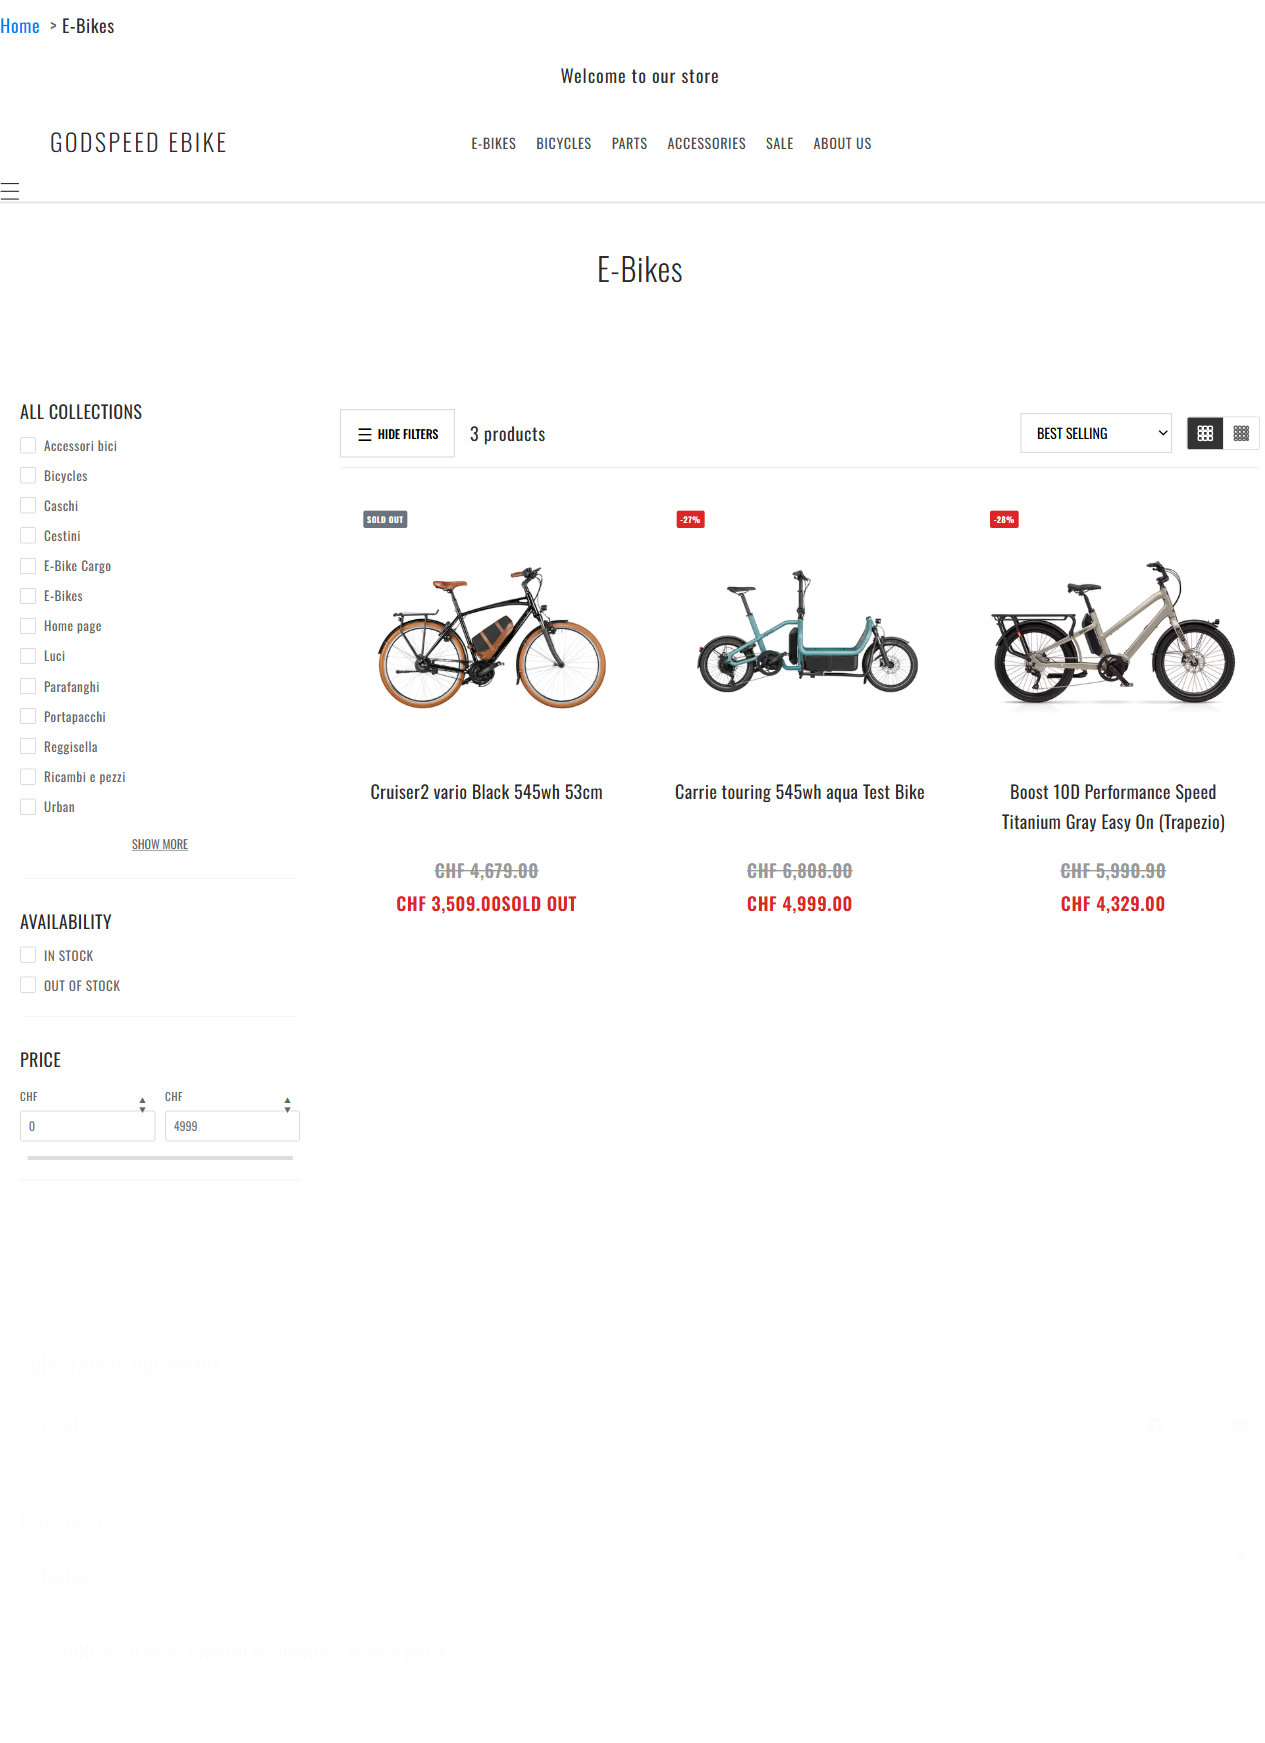 Home > E-Bikes
Welcome to our store
GODSPEED EBIKE
E-BIKES BICYCLES PARTS ACCESSORIES SALE ABOUT US
E-Bikes
ALL COLLECTIONS
Accessori bici
Bicycles
Caschi
Cestini
E-Bike Cargo
E-Bikes
Home page
Luci
Parafanghi
Portapacchi
Reggisella
Ricambi e pezzi
Urban
SHOW MORE
AVAILABILITY
IN STOCK
OUT OF STOCK
PRICE
CHF CHF
0 4999
HIDE FILTERS 3 products BEST SELLING
SOLD OUT
-27%
-28%
Cruiser2 vario Black 545wh 53cm
CHF 4,679.00
CHF 3,509.00SOLD OUT
Carrie touring 545wh aqua Test Bike
CHF 6,808.00
CHF 4,999.00
Boost 10D Performance Speed
Titanium Gray Easy On (Trapezio)
CHF 5,990.90
CHF 4,329.00